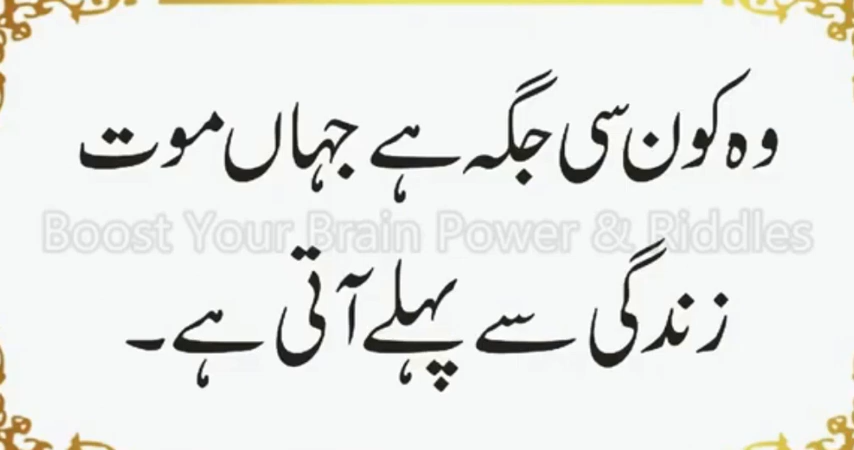 وہ کون سی جگہ ہے جہاں موت
Boost Your Brain Power & Riddles
زندگی سے پہلے آتی ہے۔